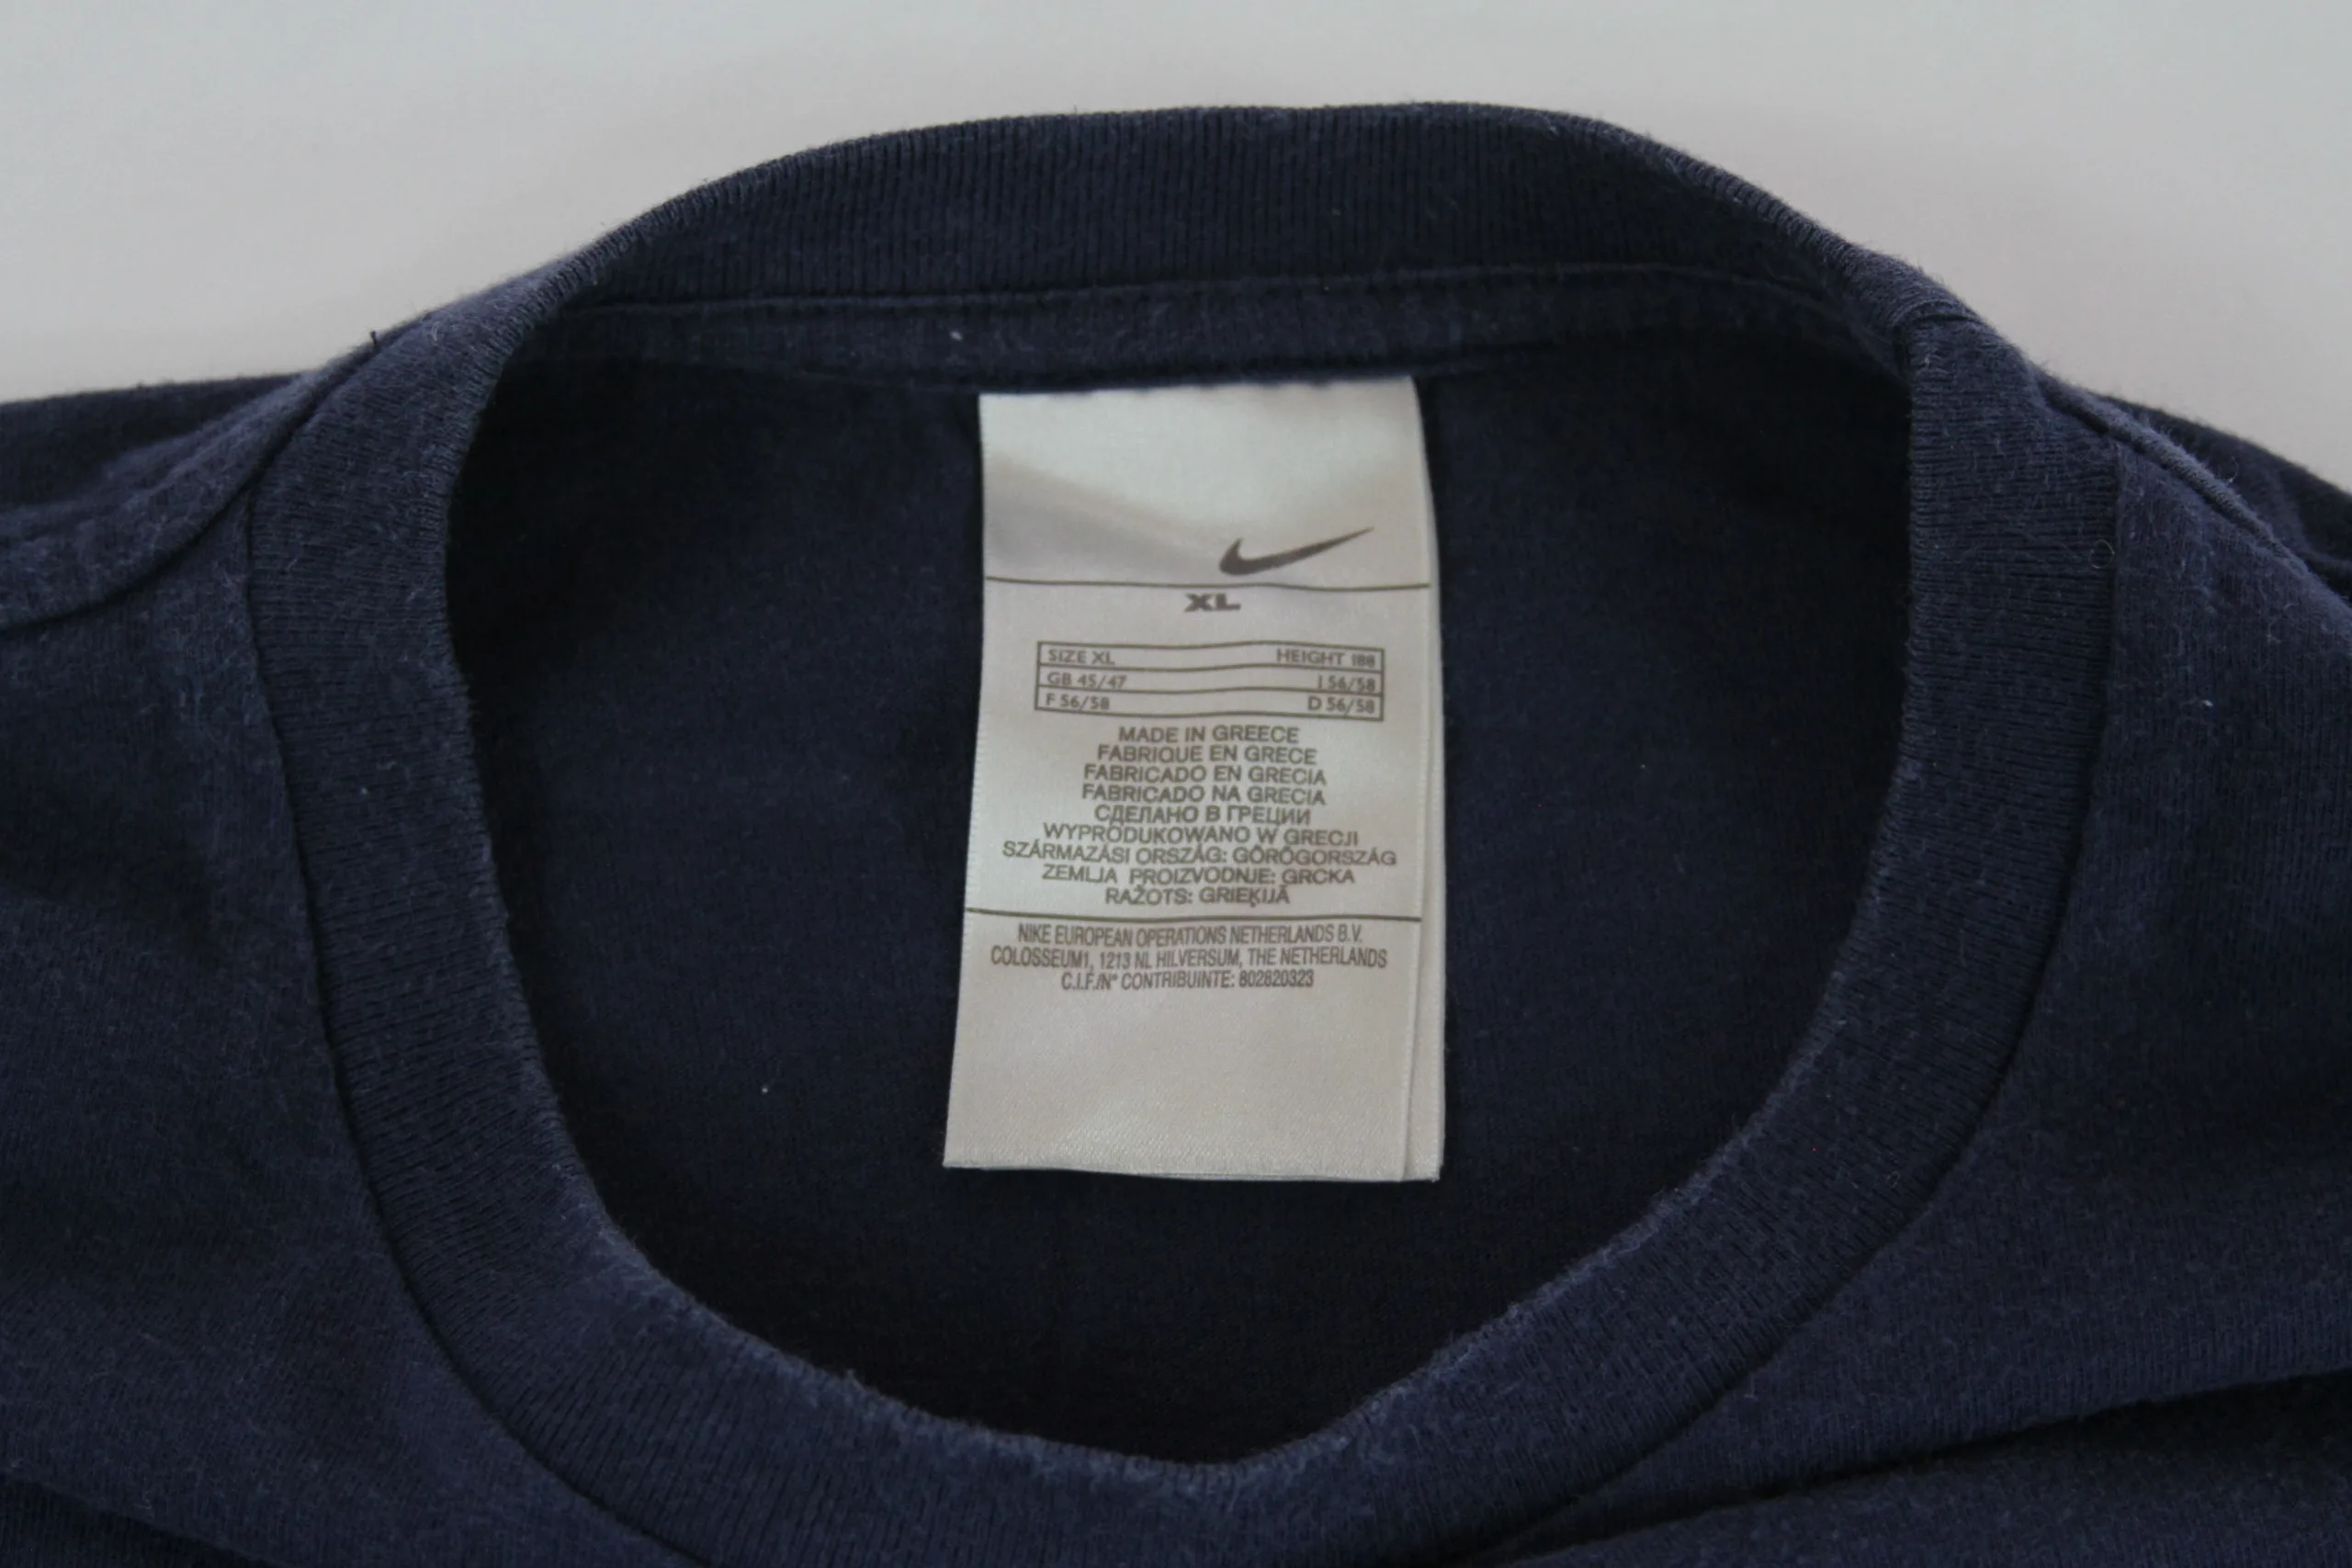 XL
SIZE XL HEIGHT 188
GB 45/47 I 56/58
F 56/58 D 56/58
MADE IN GREECE
FABRIQUE EN GRECE
FABRICADO EN GRECIA
FABRICADO NA GRECIA
СДЕЛАНО В ГРЕЦИИ
WYPRODUKOWANO W GRECJI
SZÁRMAZÁSI ORSZÁG: GÖRÖGORSZÁG
ZEMLJA PROIZVODNJE: GRCKA
RAŽOTS: GRIEĶIJĀ
NIKE EUROPEAN OPERATIONS NETHERLANDS B.V.
COLOSSEUM1, 1213 NL HILVERSUM, THE NETHERLANDS
C.I.F./N° CONTRIBUINTE: 802820323